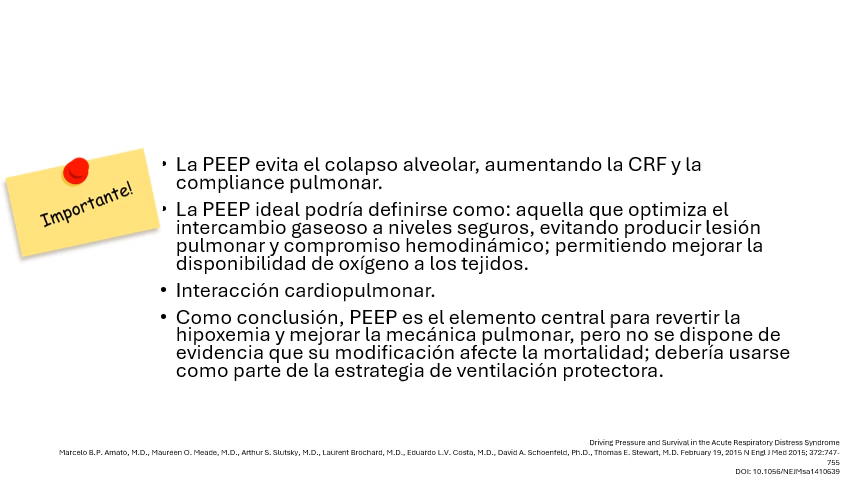 Importante!
• La PEEP evita el colapso alveolar, aumentando la CRF y la
compliance pulmonar.
• La PEEP ideal podría definirse como: aquella que optimiza el
intercambio gaseoso a niveles seguros, evitando producir lesión
pulmonar y compromiso hemodinámico; permitiendo mejorar la
disponibilidad de oxígeno a los tejidos.
• Interacción cardiopulmonar.
• Como conclusión, PEEP es el elemento central para revertir la
hipoxemia y mejorar la mecánica pulmonar, pero no se dispone de
evidencia que su modificación afecte la mortalidad; debería usarse
como parte de la estrategia de ventilación protectora.
Driving Pressure and Survival in the Acute Respiratory Distress Syndrome
Marcelo B.P. Amato, M.D., Maureen O. Meade, M.D., Arthur S. Slutsky, M.D., Laurent Brochard, M.D., Eduardo L.V. Costa, M.D., David A. Schoenfeld, Ph.D., Thomas E. Stewart, M.D. February 19, 2015 N Engl J Med 2015; 372:747-
755
DOI: 10.1056/NEJMsa1410639